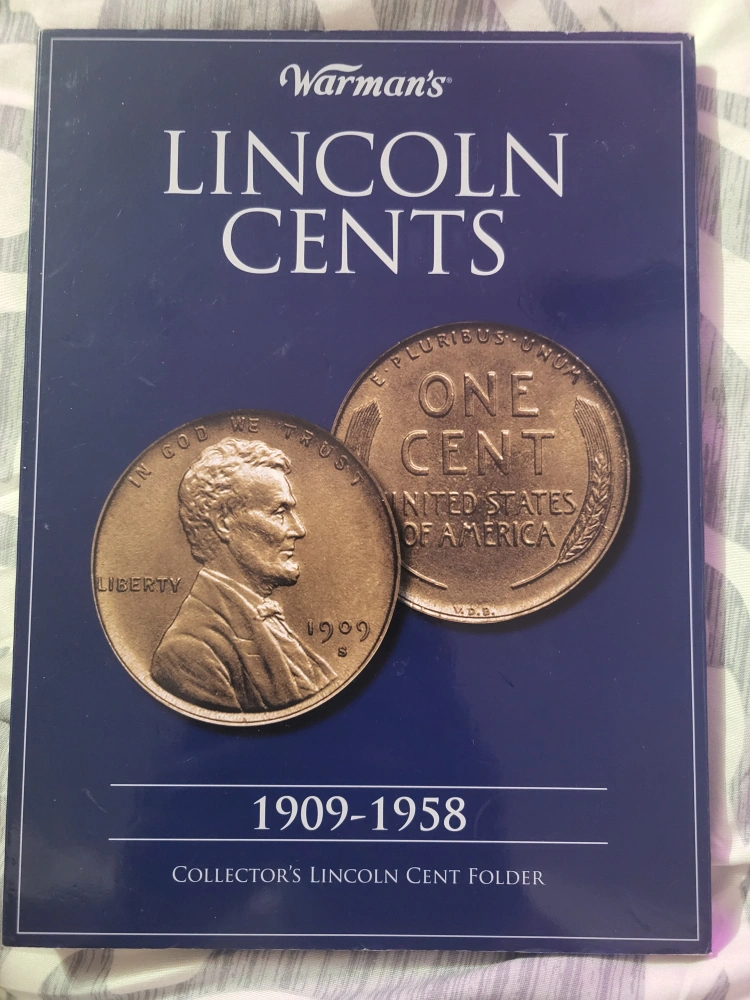 Warman's
LINCOLN
CENTS
E·PLURIBUS·UNUM
ONE
CENT
UNITED STATES
OF AMERICA
V.D.B.
IN GOD WE TRUST
LIBERTY
1909
S
1909-1958
COLLECTOR'S LINCOLN CENT FOLDER